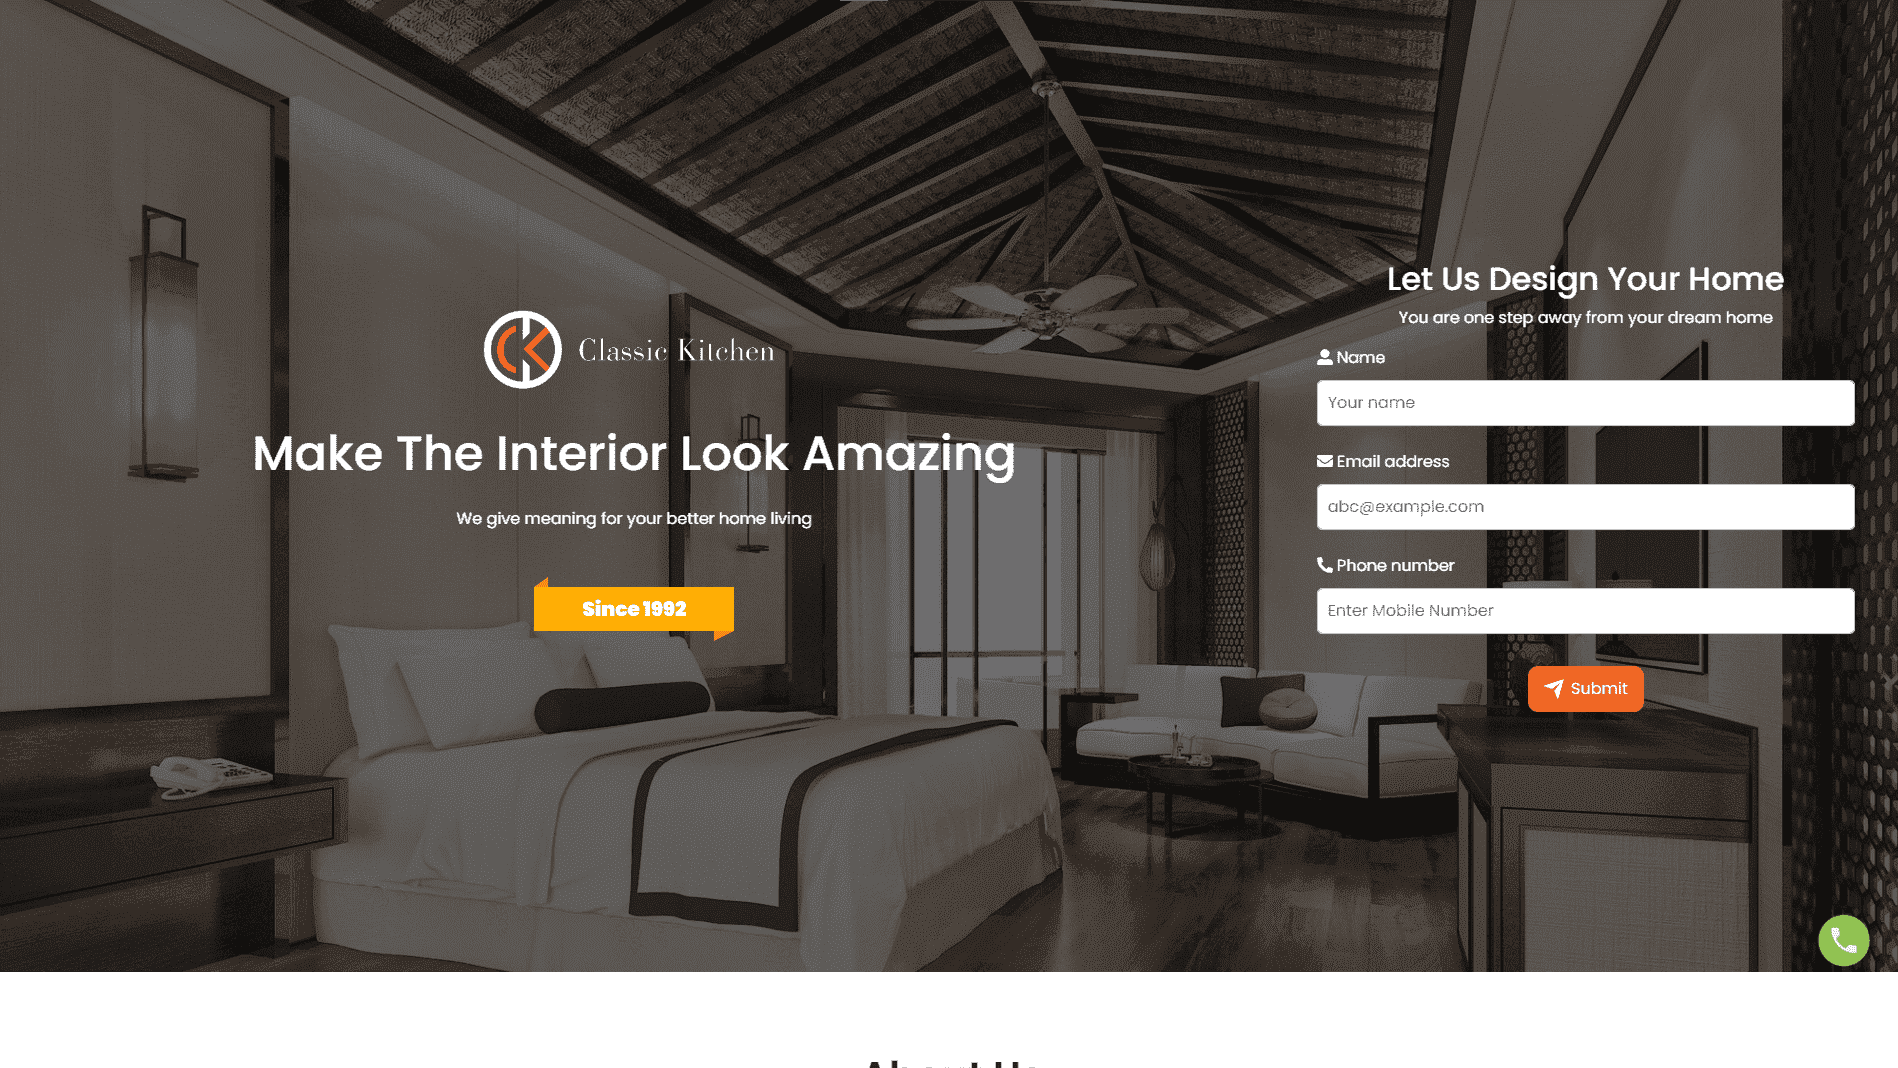 Classic Kitchen
Make The Interior Look Amazing
We give meaning for your better home living
Since 1992
Let Us Design Your Home
You are one step away from your dream home
Name
Your name
Email address
abc@example.com
Phone number
Enter Mobile Number
Submit
About Us